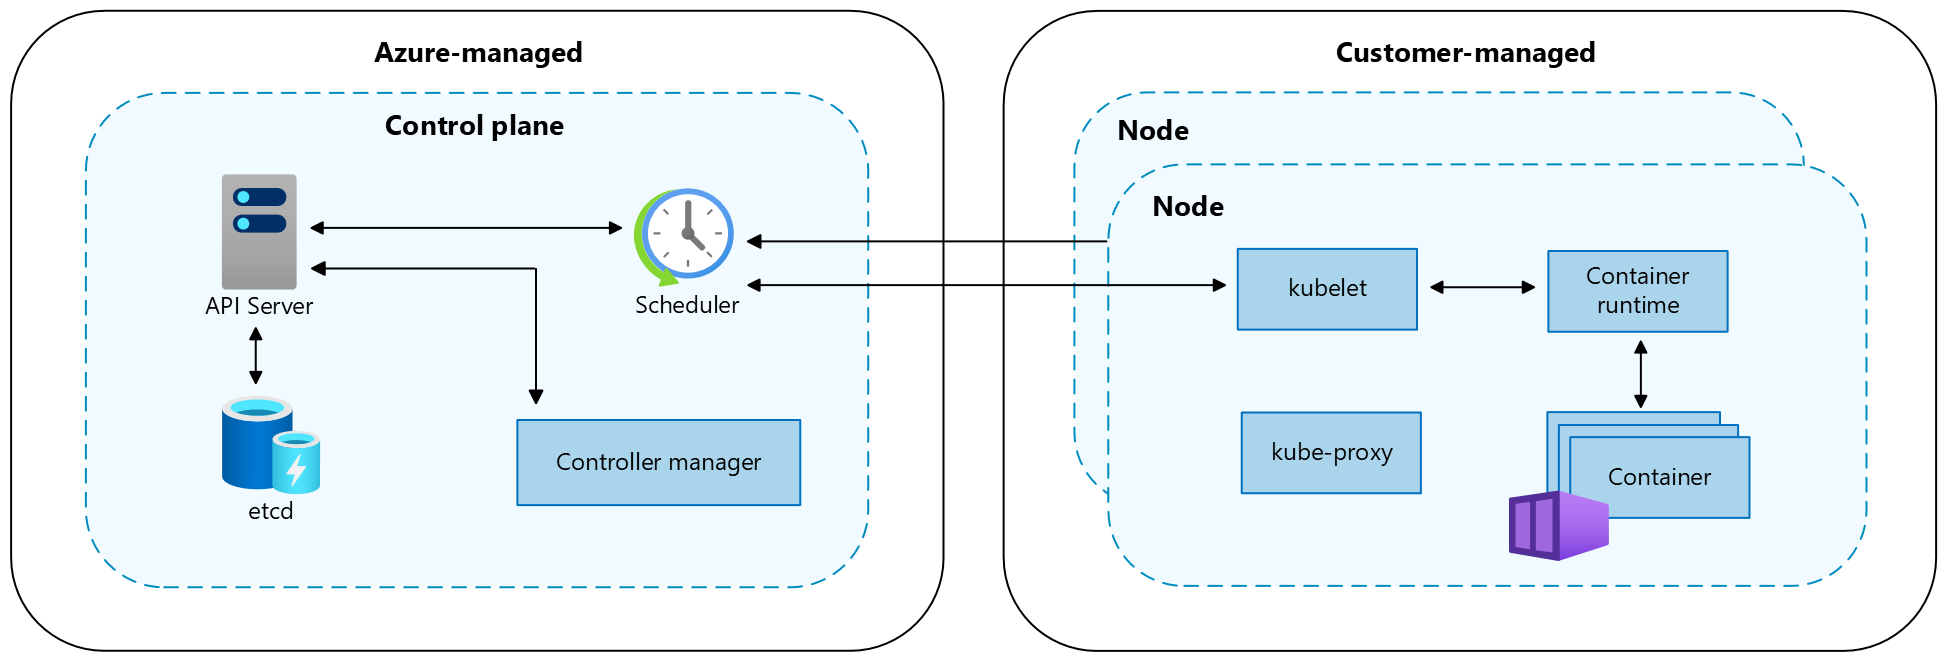 Azure-managed
Control plane
API Server
Scheduler
etcd
Controller manager
Customer-managed
Node
Node
kubelet
Container
runtime
kube-proxy
Container